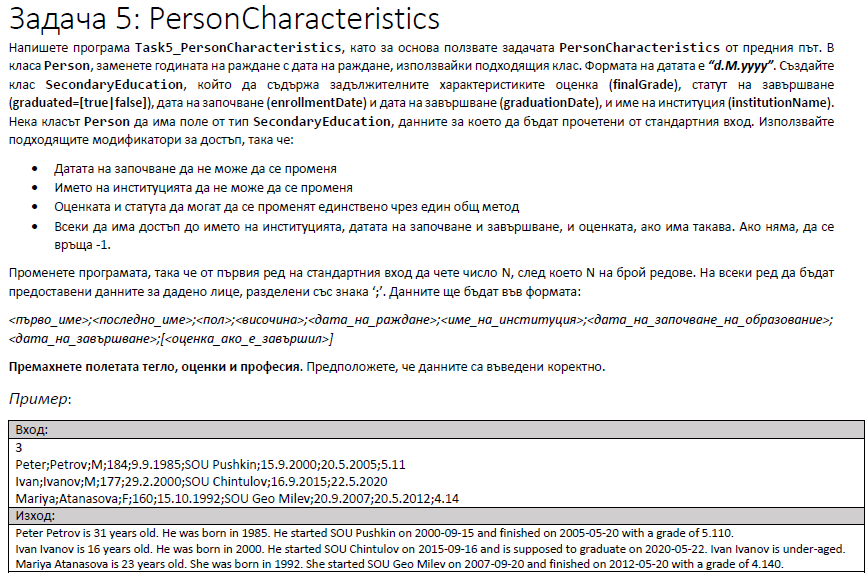 Задача 5: PersonCharacteristics
Напишете програма Task5_PersonCharacteristics, като за основа ползвате задачата PersonCharacteristics от предния път. В
класа Person, заменете годината на раждане с дата на раждане, използвайки подходящия клас. Формата на датата е “d.M.yyyy”. Създайте
клас SecondaryEducation, който да съдържа задължителните характеристиките оценка (finalGrade), статут на завършване
(graduated=[true|false]), дата на започване (enrollmentDate) и дата на завършване (graduationDate), и име на институция (institutionName).
Нека класът Person да има поле от тип SecondaryEducation, данните за което да бъдат прочетени от стандартния вход. Използвайте
подходящите модификатори за достъп, така че:
• Датата на започване да не може да се променя
• Името на институцията да не може да се променя
• Оценката и статута да могат да се променят единствено чрез един общ метод
• Всеки да има достъп до името на институцията, датата на започване и завършване, и оценката, ако има такава. Ако няма, да се
връща -1.
Променете програмата, така че от първия ред на стандартния вход да чете число N, след което N на брой редове. На всеки ред да бъдат
предоставени данните за дадено лице, разделени със знака ‘;’. Данните ще бъдат във формата:
<първо_име>;<последно_име>;<пол>;<височина>;<дата_на_раждане>;<име_на_институция>;<дата_на_започване_на_образование>;
<дата_на_завършване>;[<оценка_ако_е_завършил>]
Премахнете полетата тегло, оценки и професия. Предположете, че данните са въведени коректно.
Пример:
Вход:
3
Peter;Petrov;M;184;9.9.1985;SOU Pushkin;15.9.2000;20.5.2005;5.11
Ivan;Ivanov;M;177;29.2.2000;SOU Chintulov;16.9.2015;22.5.2020
Mariya;Atanasova;F;160;15.10.1992;SOU Geo Milev;20.9.2007;20.5.2012;4.14
Изход:
Peter Petrov is 31 years old. He was born in 1985. He started SOU Pushkin on 2000-09-15 and finished on 2005-05-20 with a grade of 5.110.
Ivan Ivanov is 16 years old. He was born in 2000. He started SOU Chintulov on 2015-09-16 and is supposed to graduate on 2020-05-22. Ivan Ivanov is under-aged.
Mariya Atanasova is 23 years old. She was born in 1992. She started SOU Geo Milev on 2007-09-20 and finished on 2012-05-20 with a grade of 4.140.